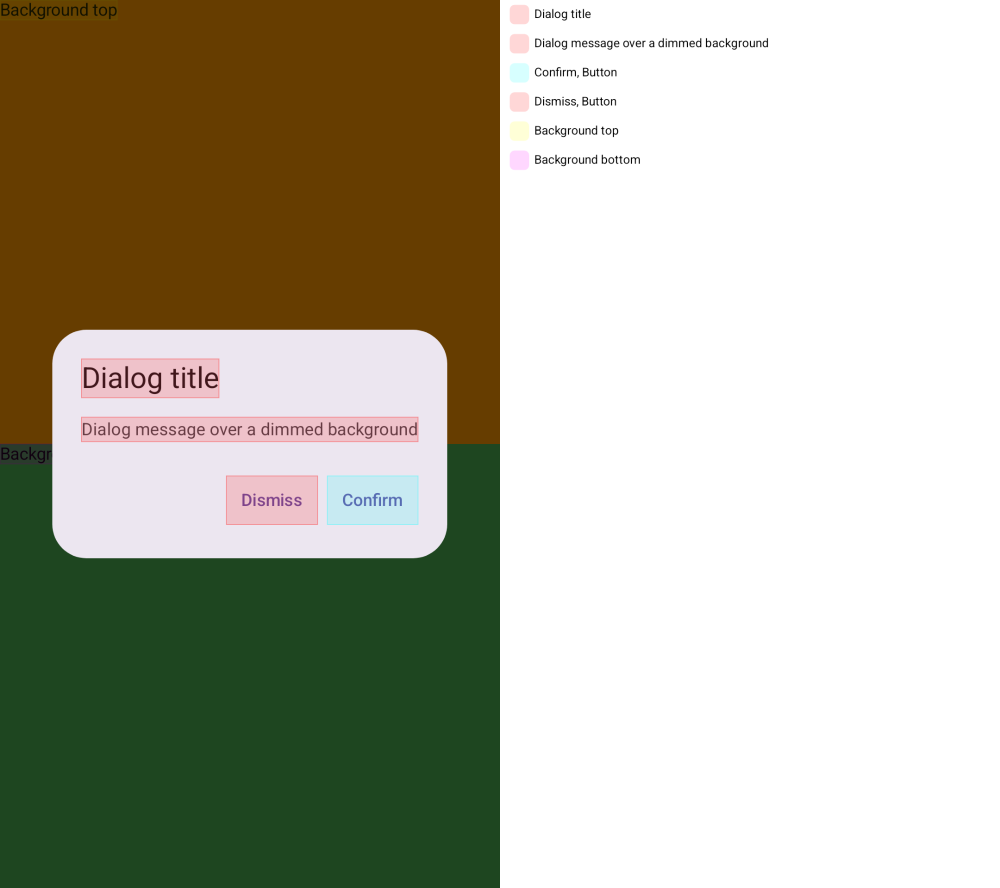 Background top
Dialog title
Dialog message over a dimmed background
Backgr
Dismiss Confirm
Dialog title
Dialog message over a dimmed background
Confirm, Button
Dismiss, Button
Background top
Background bottom